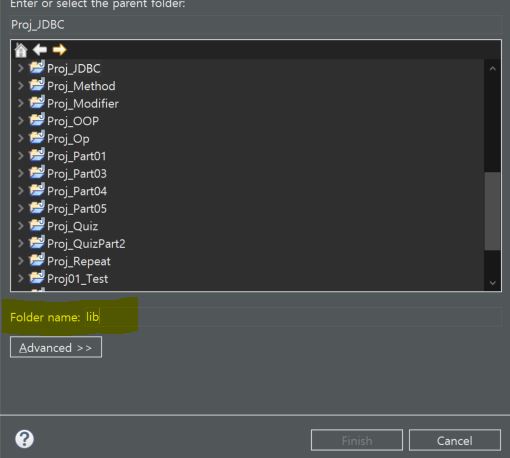 Enter or select the parent folder:
Proj_JDBC
Proj_JDBC
Proj_Method
Proj_Modifier
Proj_OOP
Proj_Op
Proj_Part01
Proj_Part03
Proj_Part04
Proj_Part05
Proj_Quiz
Proj_QuizPart2
Proj_Repeat
Proj01_Test
Folder name: lib
Advanced >>
Finish
Cancel